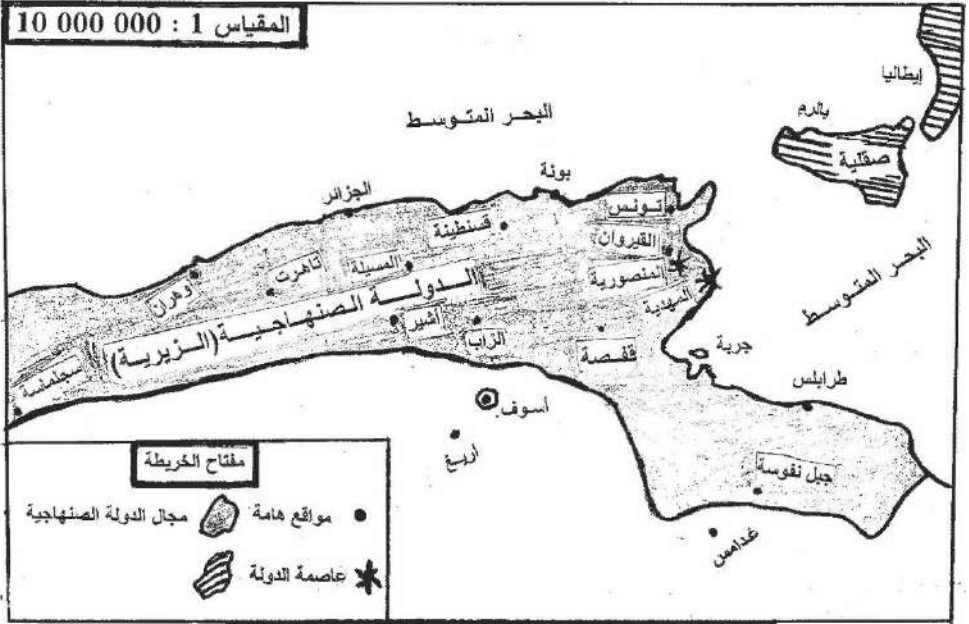 المقياس 1 : 000 000 10
إيطاليا
بالرم
صقلية
البحر المتوسط
البحر المتوسط
بونة
الجزائر
تونس
قسنطينة
القيروان
المنصورية
المهدية
المسيلة
تاهرت
وهران
الدولة الصنهاجية (الزيرية)
أشير
الزاب
قفصة
جربة
طرابلس
سجلماسة
أسوف
أريغ
جبل نفوسة
غدامس
مفتاح الخريطة
مواقع هامة
مجال الدولة الصنهاجية
عاصمة الدولة